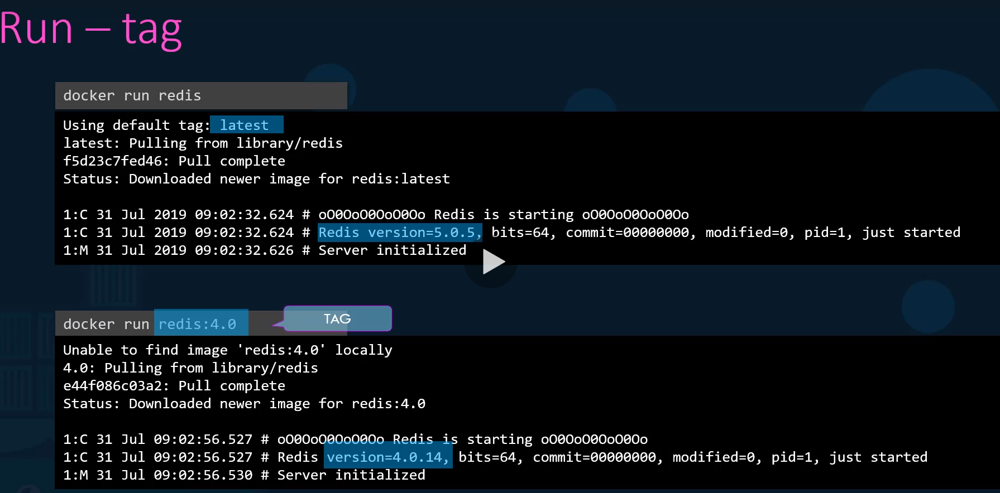 Run – tag
docker run redis
Using default tag: latest
latest: Pulling from library/redis
f5d23c7fed46: Pull complete
Status: Downloaded newer image for redis:latest
1:C 31 Jul 2019 09:02:32.624 # oO0OoO0OoO0Oo Redis is starting oO0OoO0OoO0Oo
1:C 31 Jul 2019 09:02:32.624 # Redis version=5.0.5, bits=64, commit=00000000, modified=0, pid=1, just started
1:M 31 Jul 2019 09:02:32.626 # Server initialized
docker run redis:4.0
TAG
Unable to find image 'redis:4.0' locally
4.0: Pulling from library/redis
e44f086c03a2: Pull complete
Status: Downloaded newer image for redis:4.0
1:C 31 Jul 09:02:56.527 # oO0OoO0OoO0Oo Redis is starting oO0OoO0OoO0Oo
1:C 31 Jul 09:02:56.527 # Redis version=4.0.14, bits=64, commit=00000000, modified=0, pid=1, just started
1:M 31 Jul 09:02:56.530 # Server initialized